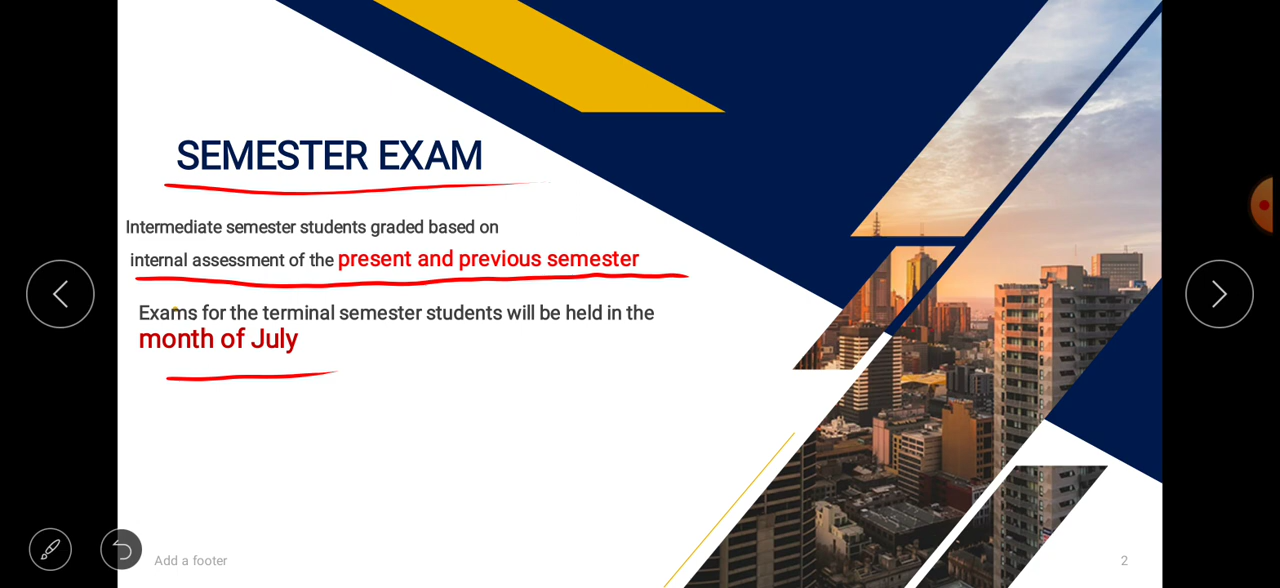 SEMESTER EXAM
Intermediate semester students graded based on
internal assessment of the present and previous semester
Exams for the terminal semester students will be held in the
month of July
Add a footer
2